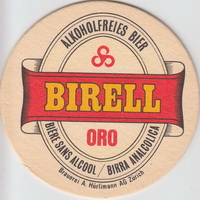 ALKOHOLFREIES BIER
BIRELL
ORO
BIERE SANS ALCOOL / BIRRA ANALCOLICA
Brauerei A. Hürlimann AG Zürich